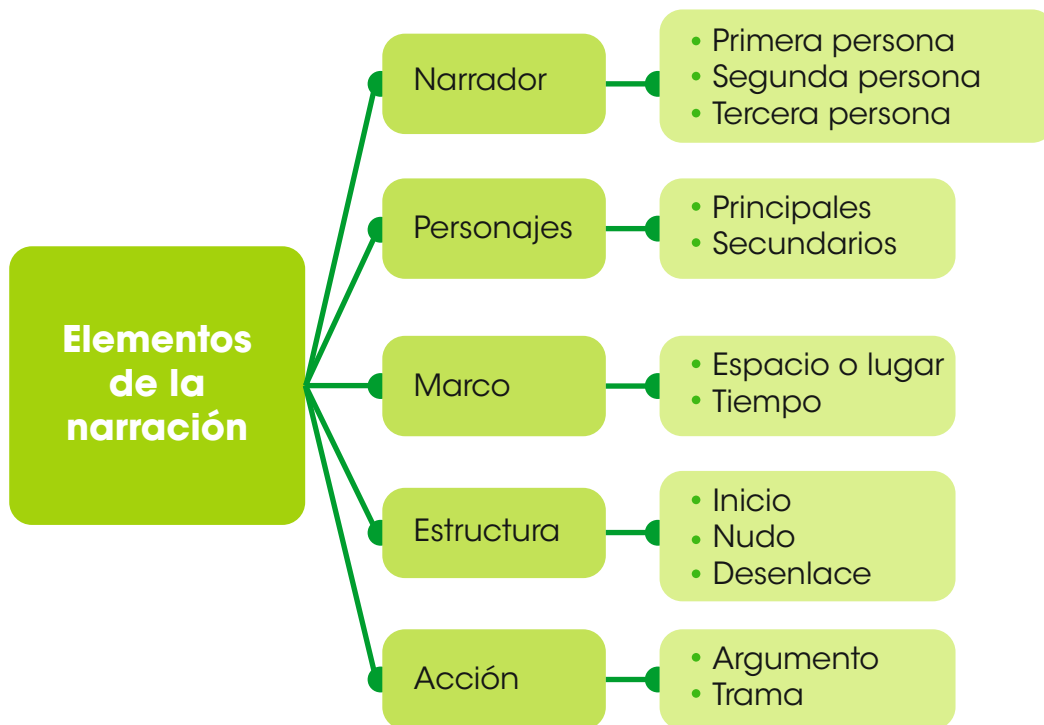 Elementos
de la
narración
Narrador
• Primera persona
• Segunda persona
• Tercera persona
Personajes
• Principales
• Secundarios
Marco
• Espacio o lugar
• Tiempo
Estructura
• Inicio
• Nudo
• Desenlace
Acción
• Argumento
• Trama